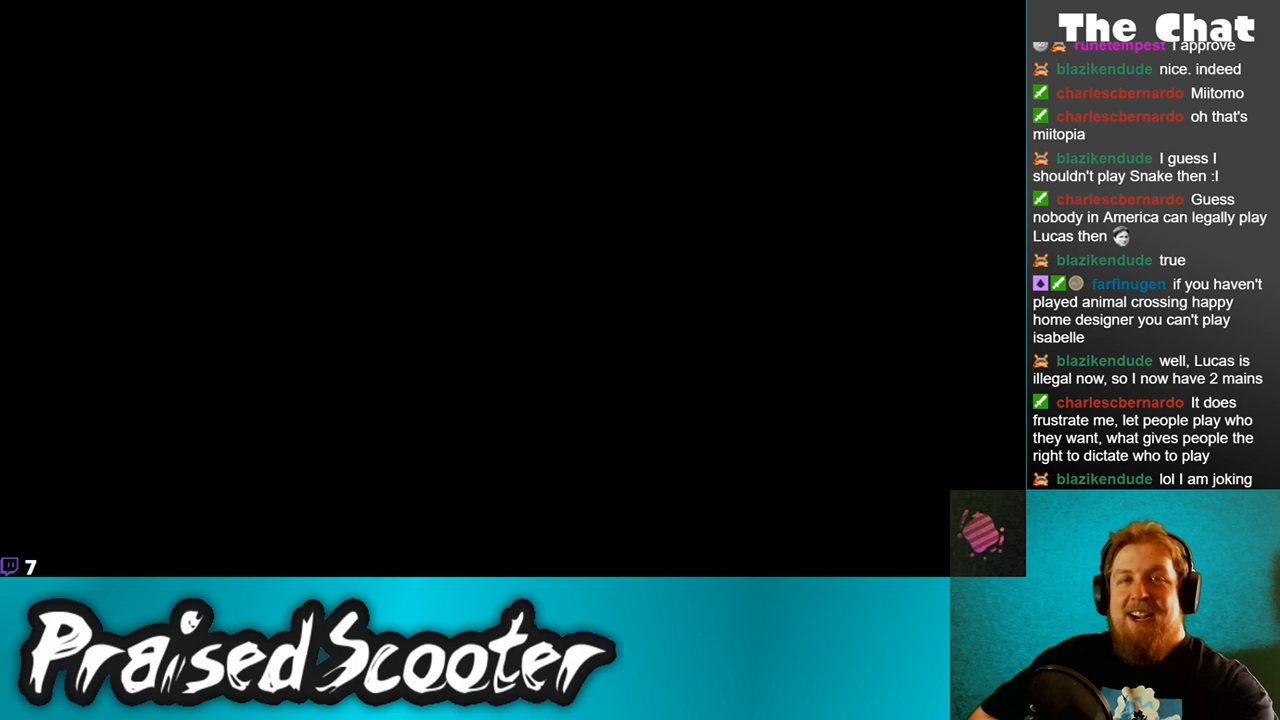 The Chat
runetempest I approve
blazikendude nice. indeed
charlescbernardo Miitomo
charlescbernardo oh that's
miitopia
blazikendude I guess I
shouldn't play Snake then :I
charlescbernardo Guess
nobody in America can legally play
Lucas then
blazikendude true
farfinugen if you haven't
played animal crossing happy
home designer you can't play
isabelle
blazikendude well, Lucas is
illegal now, so I now have 2 mains
charlescbernardo It does
frustrate me, let people play who
they want, what gives people the
right to dictate who to play
blazikendude lol I am joking
7
PraisedScooter